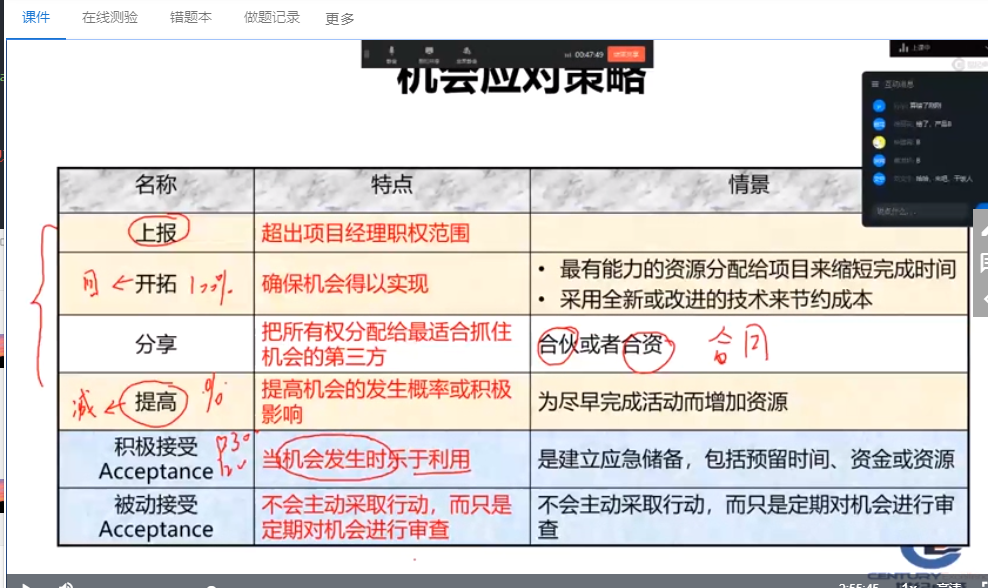 课件 在线测验 错题本 做题记录 更多
00:47:49 结束共享
上课中
机会应对策略
互动消息
名称 特点 情景
上报 超出项目经理职权范围
开拓 100% 确保机会得以实现
• 最有能力的资源分配给项目来缩短完成时间
• 采用全新或改进的技术来节约成本
分享 把所有权分配给最适合抓住
机会的第三方
合伙或者合资 合同
减 ← 提高 % 提高机会的发生概率或积极
影响
为尽早完成活动而增加资源
积极接受
Acceptance
当机会发生时乐于利用
是建立应急储备，包括预留时间、资金或资源
被动接受
Acceptance
不会主动采取行动，而只是
定期对机会进行审查
不会主动采取行动，而只是定期对机会进行审
查
CENTURY
2:55:45 1x 高清